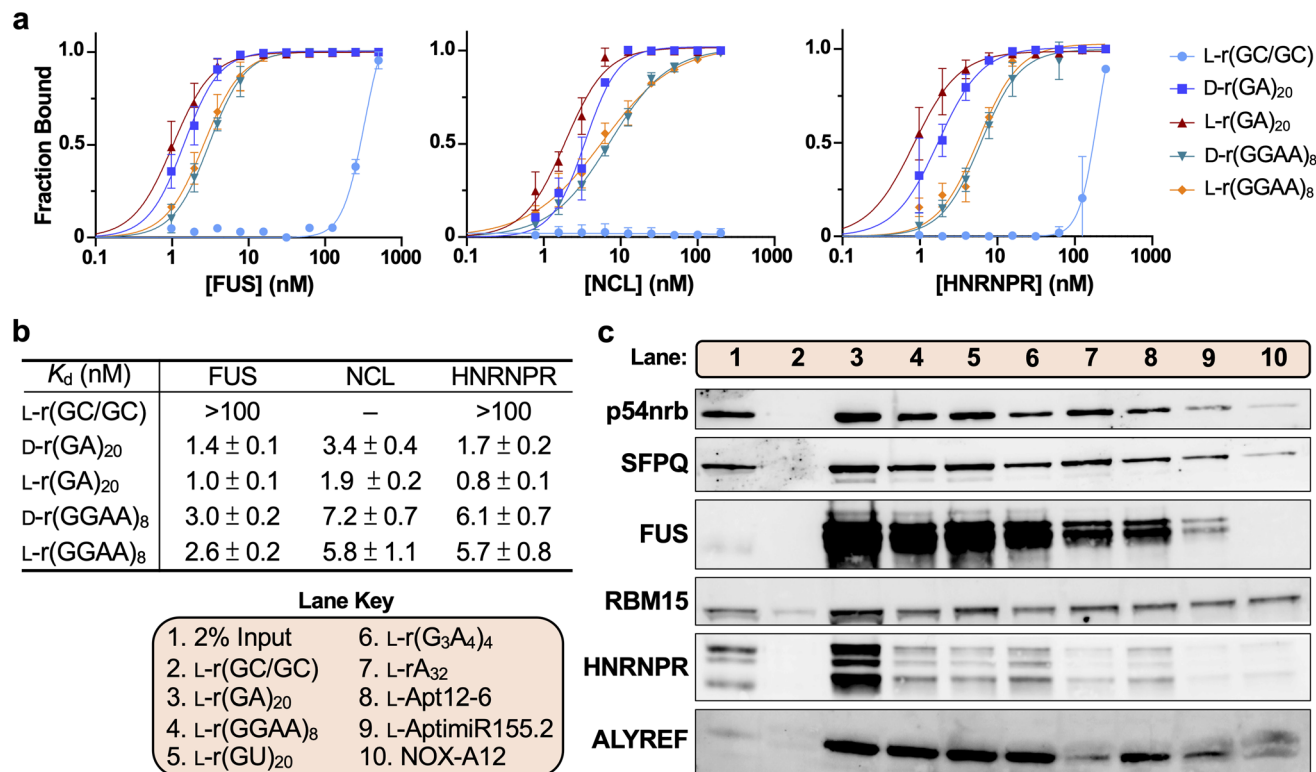 a
Fraction Bound
1.0
0.5
0
0.1 1 10 100 1000
[FUS] (nM)
1.0
0.5
0
0.1 1 10 100 1000
[NCL] (nM)
1.0
0.5
0
0.1 1 10 100 1000
[HNRNPR] (nM)
L-r(GC/GC)
D-r(GA)20
L-r(GA)20
D-r(GGAA)8
L-r(GGAA)8
b
Kd (nM) FUS NCL HNRNPR
L-r(GC/GC) >100 – >100
D-r(GA)20 1.4 ± 0.1 3.4 ± 0.4 1.7 ± 0.2
L-r(GA)20 1.0 ± 0.1 1.9 ± 0.2 0.8 ± 0.1
D-r(GGAA)8 3.0 ± 0.2 7.2 ± 0.7 6.1 ± 0.7
L-r(GGAA)8 2.6 ± 0.2 5.8 ± 1.1 5.7 ± 0.8
Lane Key
1. 2% Input
2. L-r(GC/GC)
3. L-r(GA)20
4. L-r(GGAA)8
5. L-r(GU)20
6. L-r(G3A4)4
7. L-rA32
8. L-Apt12-6
9. L-AptimiR155.2
10. NOX-A12
c
Lane: 1 2 3 4 5 6 7 8 9 10
p54nrb
SFPQ
FUS
RBM15
HNRNPR
ALYREF